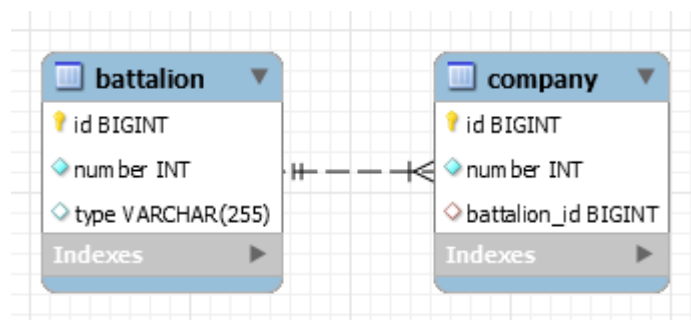 battalion
id BIGINT
number INT
type VARCHAR(255)
Indexes
company
id BIGINT
number INT
battalion_id BIGINT
Indexes